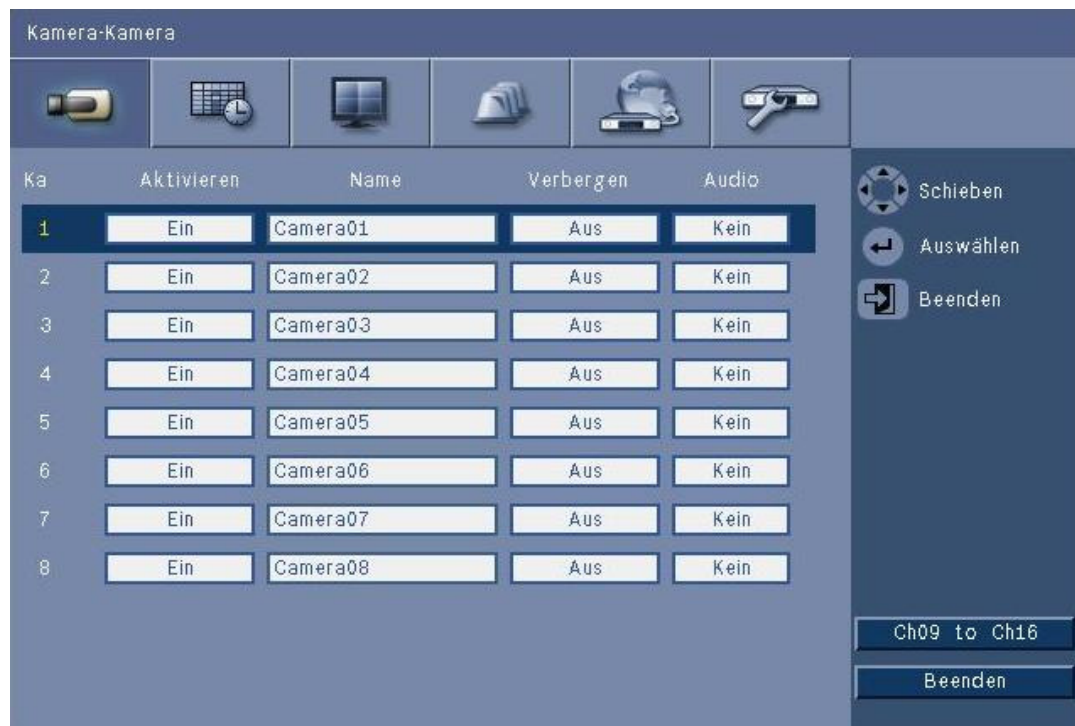 Kamera-Kamera
Ka Aktivieren Name Verbergen Audio
1 Ein Camera01 Aus Kein
2 Ein Camera02 Aus Kein
3 Ein Camera03 Aus Kein
4 Ein Camera04 Aus Kein
5 Ein Camera05 Aus Kein
6 Ein Camera06 Aus Kein
7 Ein Camera07 Aus Kein
8 Ein Camera08 Aus Kein
Schieben
Auswählen
Beenden
Ch09 to Ch16
Beenden